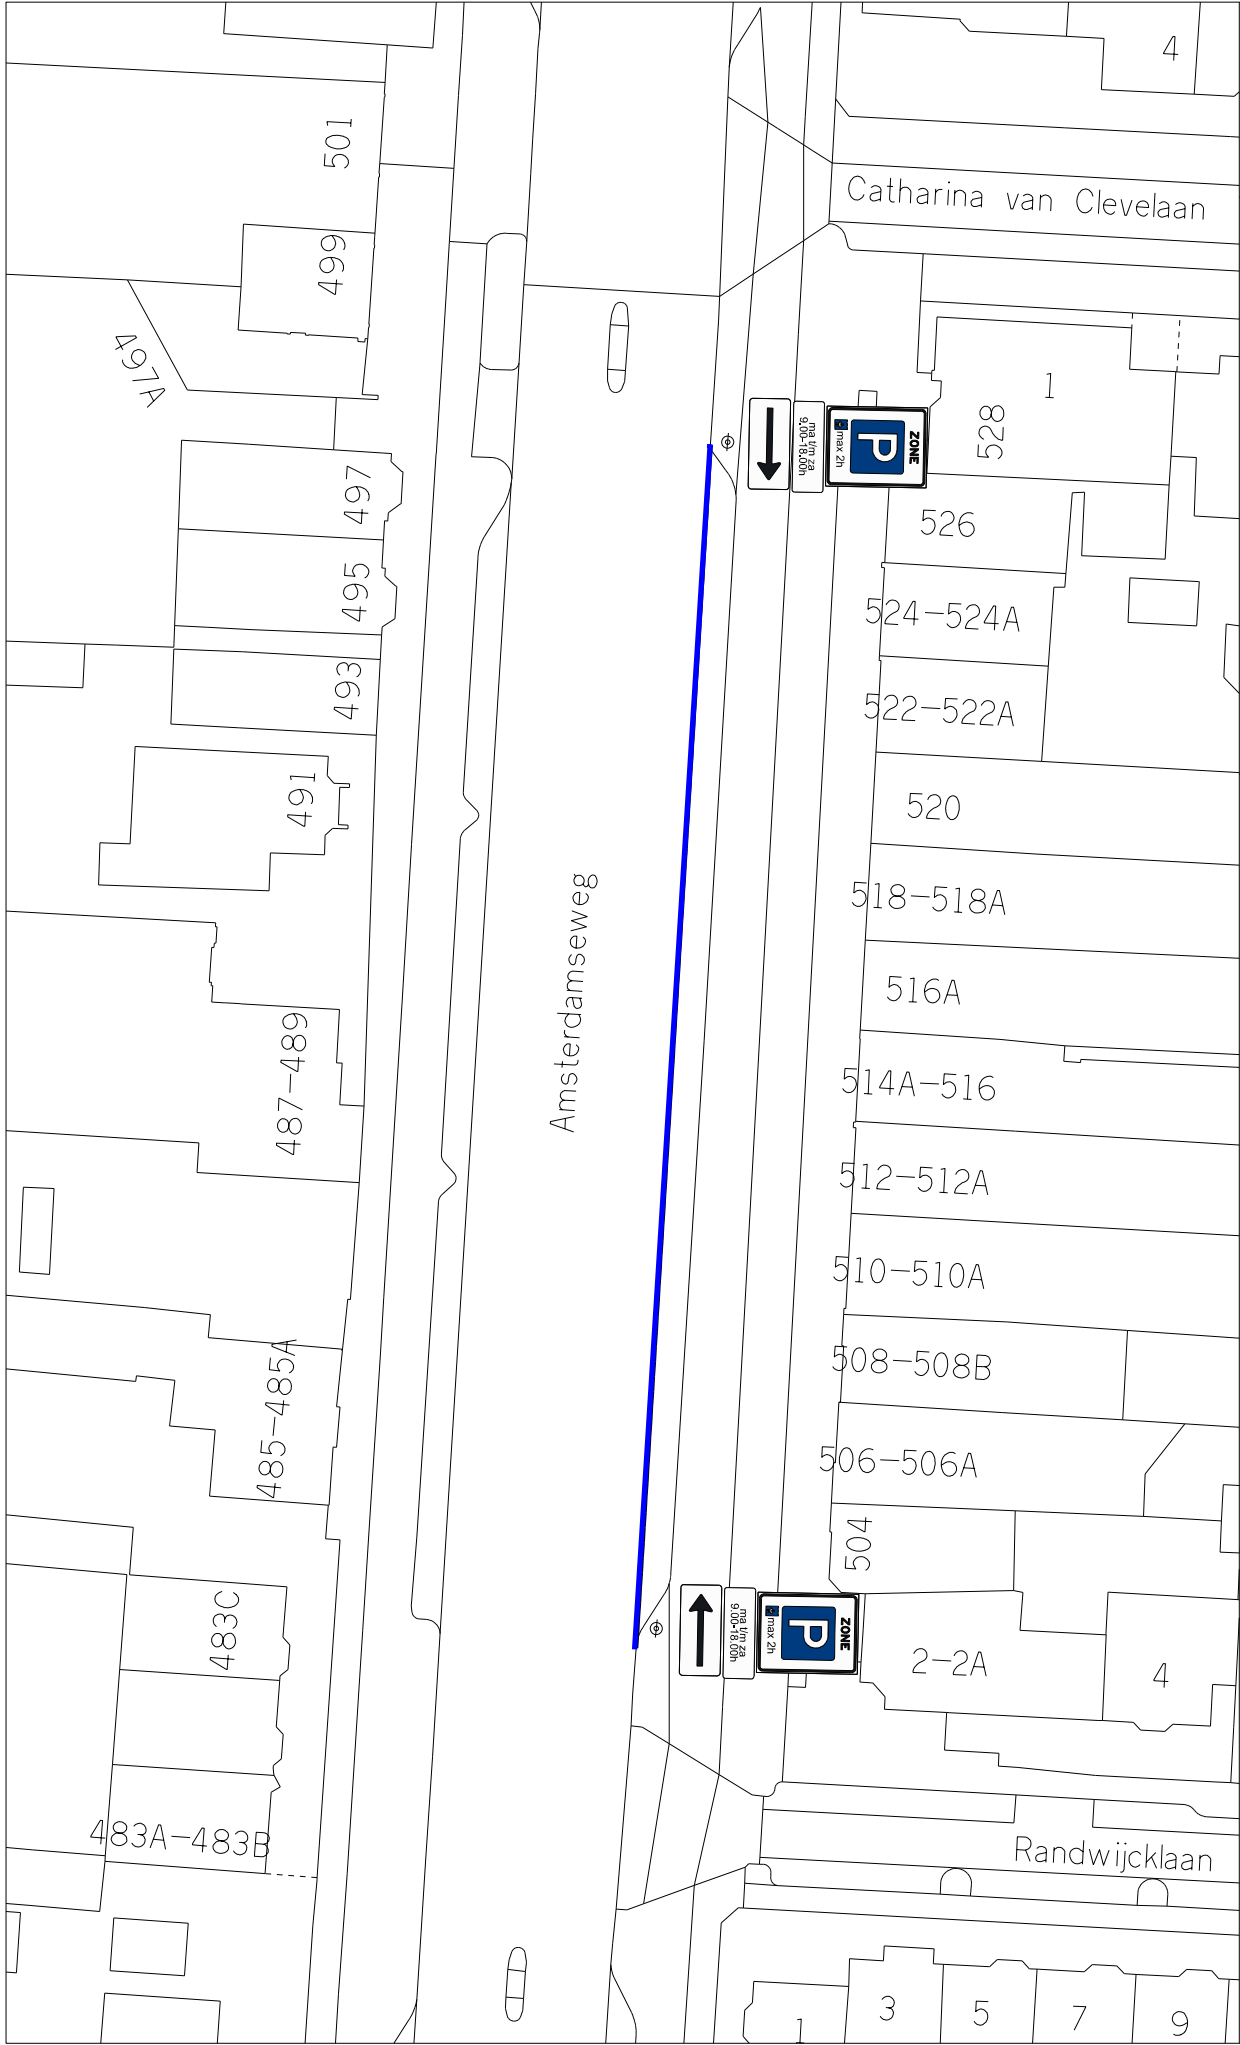 4
501
Catharina van Clevelaan
499
497A
1
528
ZONE
P
max 2h
ma t/m za
9.00-18.00h
497
526
495
524-524A
493
522-522A
491
520
518-518A
Amsterdamseweg
516A
487-489
514A-516
512-512A
510-510A
508-508B
485-485A
506-506A
504
483C
ZONE
P
max 2h
ma t/m za
9.00-18.00h
2-2A
4
483A-483B
Randwijcklaan
1
3
5
7
9